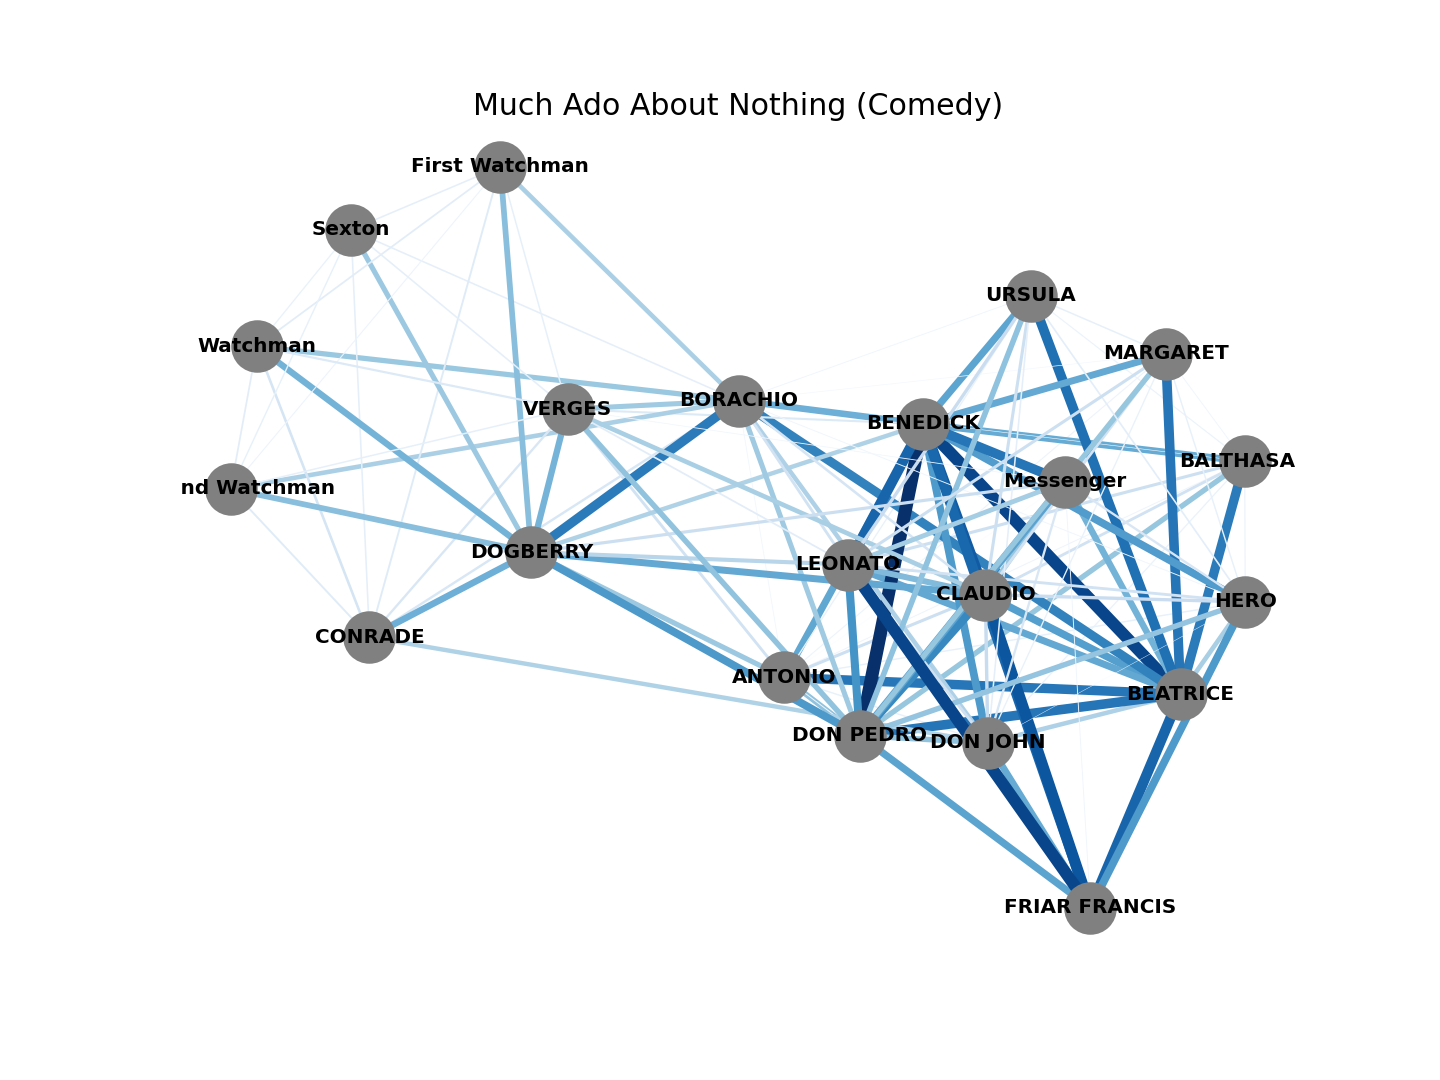 Much Ado About Nothing (Comedy)
First Watchman
Sexton
URSULA
Watchman
MARGARET
VERGES
BORACHIO
BENEDICK
BALTHASA
Messenger
nd Watchman
DOGBERRY
LEONATO
CLAUDIO
HERO
CONRADE
ANTONIO
BEATRICE
DON PEDRO
DON JOHN
FRIAR FRANCIS